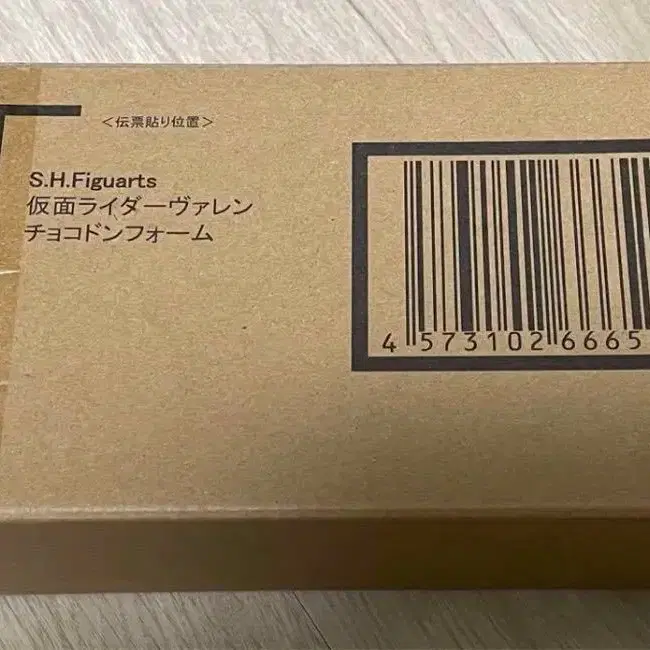 <伝票貼り位置>
S.H.Figuarts
仮面ライダーヴァレン
チョコドンフォーム
4 573102 6665